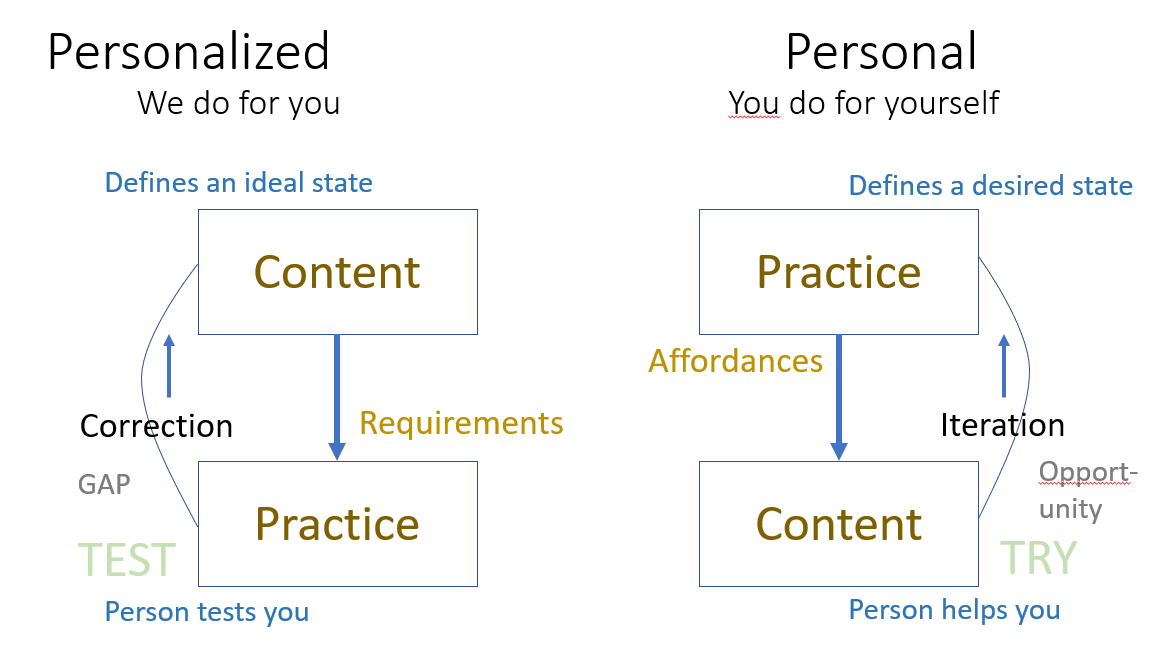 Personalized
We do for you
Defines an ideal state
Content
Requirements
Correction
GAP
Practice
TEST
Person tests you
Personal
You do for yourself
Defines a desired state
Practice
Affordances
Iteration
Opport-
unity
Content
TRY
Person helps you